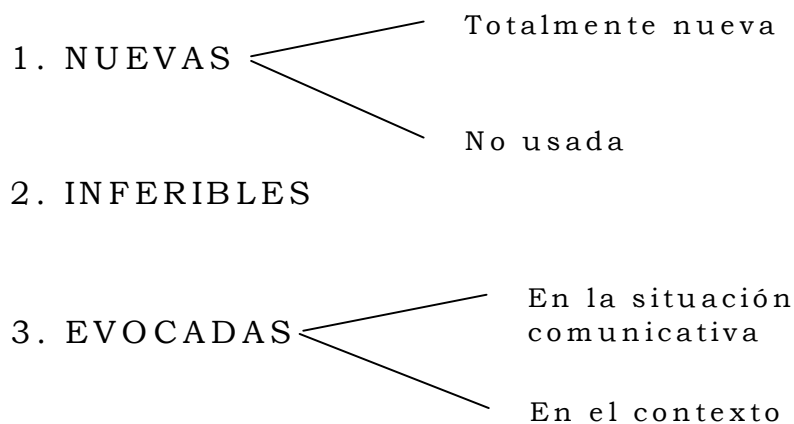 Totalmente nueva
1. NUEVAS
No usada
2. INFERIBLES
En la situación
comunicativa
3. EVOCADAS
En el contexto